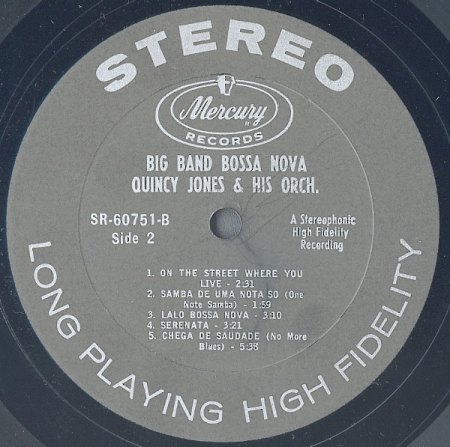 STEREO
Mercury
RECORDS
BIG BAND BOSSA NOVA
QUINCY JONES & HIS ORCH.
SR-60751-B
Side 2
A Stereophonic
High Fidelity
Recording
1. ON THE STREET WHERE YOU
LIVE - 2:31
2. SAMBA DE UMA NOTA SO (One
Note Samba) - 1:59
3. LALO BOSSA NOVA - 3:10
4. SERENATA - 3:21
5. CHEGA DE SAUDADE (No More
Blues) - 5:38
LONG PLAYING HIGH FIDELITY